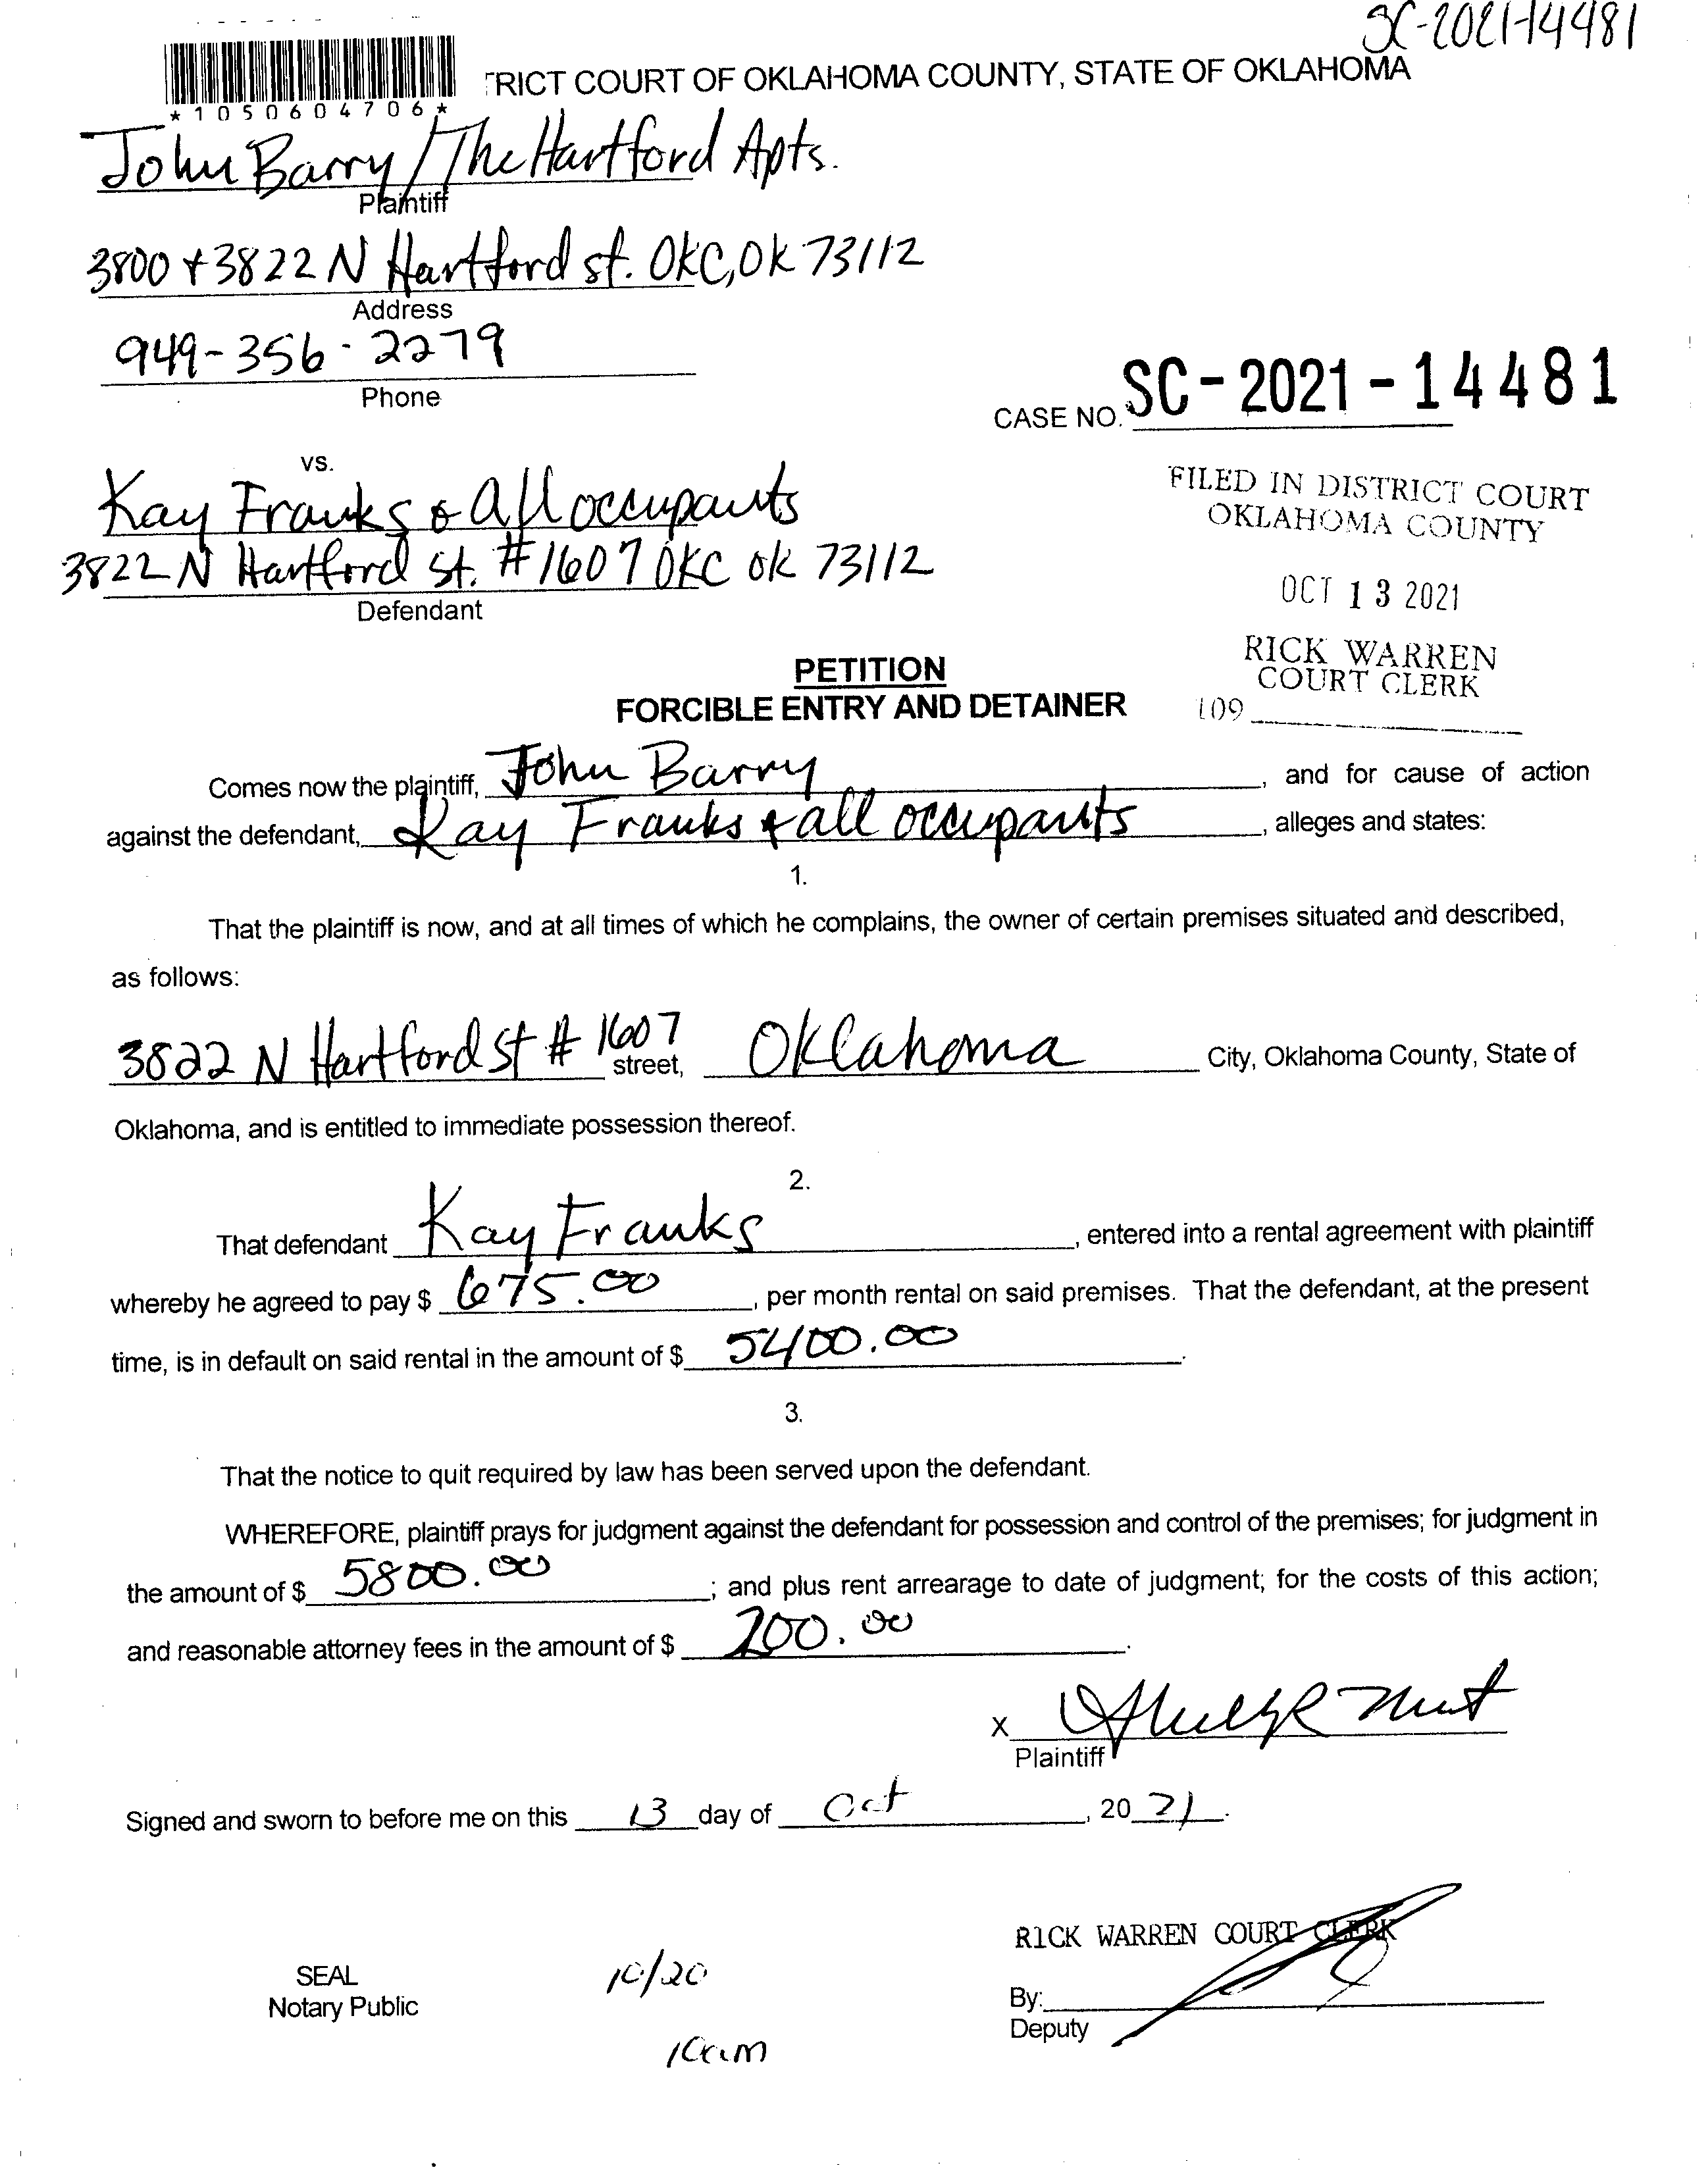 SC-2021-14481
TRICT COURT OF OKLAHOMA COUNTY, STATE OF OKLAHOMA
*1050604706*
John Barry/The Hartford Apts.
Plaintiff
3800 + 3822 N Hartford st. OKC, OK 73112
Address
949-356-2279
Phone
CASE NO. SC-2021-14481
vs.
Kay Franks & All occupants
3822 N Hartford St. #1607 OKC OK 73112
Defendant
FILED IN DISTRICT COURT
OKLAHOMA COUNTY
OCT 13 2021
RICK WARREN
COURT CLERK
109
PETITION
FORCIBLE ENTRY AND DETAINER
Comes now the plaintiff, John Barry, and for cause of action
against the defendant, Kay Franks & all occupants, alleges and states:
1.
That the plaintiff is now, and at all times of which he complains, the owner of certain premises situated and described,
as follows:
3822 N Hartford St # 1607 street, Oklahoma City, Oklahoma County, State of
Oklahoma, and is entitled to immediate possession thereof.
2.
That defendant Kay Franks, entered into a rental agreement with plaintiff
whereby he agreed to pay $ 675.00, per month rental on said premises. That the defendant, at the present
time, is in default on said rental in the amount of $ 5400.00.
3.
That the notice to quit required by law has been served upon the defendant.
WHEREFORE, plaintiff prays for judgment against the defendant for possession and control of the premises; for judgment in
the amount of $ 5800.00; and plus rent arrearage to date of judgment; for the costs of this action;
and reasonable attorney fees in the amount of $ 200.00.
X
Plaintiff
Signed and sworn to before me on this 13 day of Oct, 20 21.
RICK WARREN COURT CLERK
SEAL
Notary Public
10/20
By:
Deputy
10am